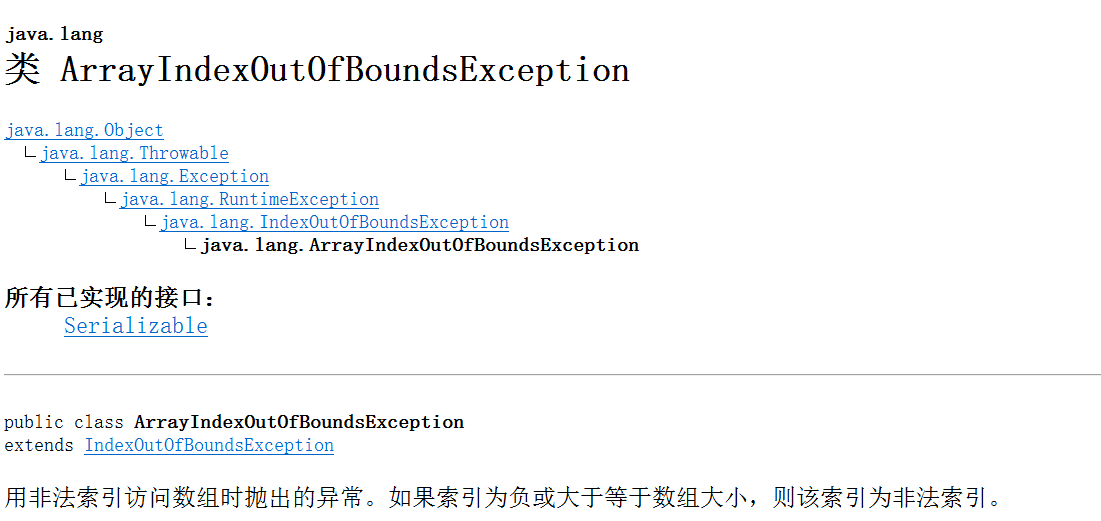 java.lang
类 ArrayIndexOutOfBoundsException
java.lang.Object
java.lang.Throwable
java.lang.Exception
java.lang.RuntimeException
java.lang.IndexOutOfBoundsException
java.lang.ArrayIndexOutOfBoundsException
所有已实现的接口：
Serializable
public class ArrayIndexOutOfBoundsException
extends IndexOutOfBoundsException
用非法索引访问数组时抛出的异常。如果索引为负或大于等于数组大小，则该索引为非法索引。